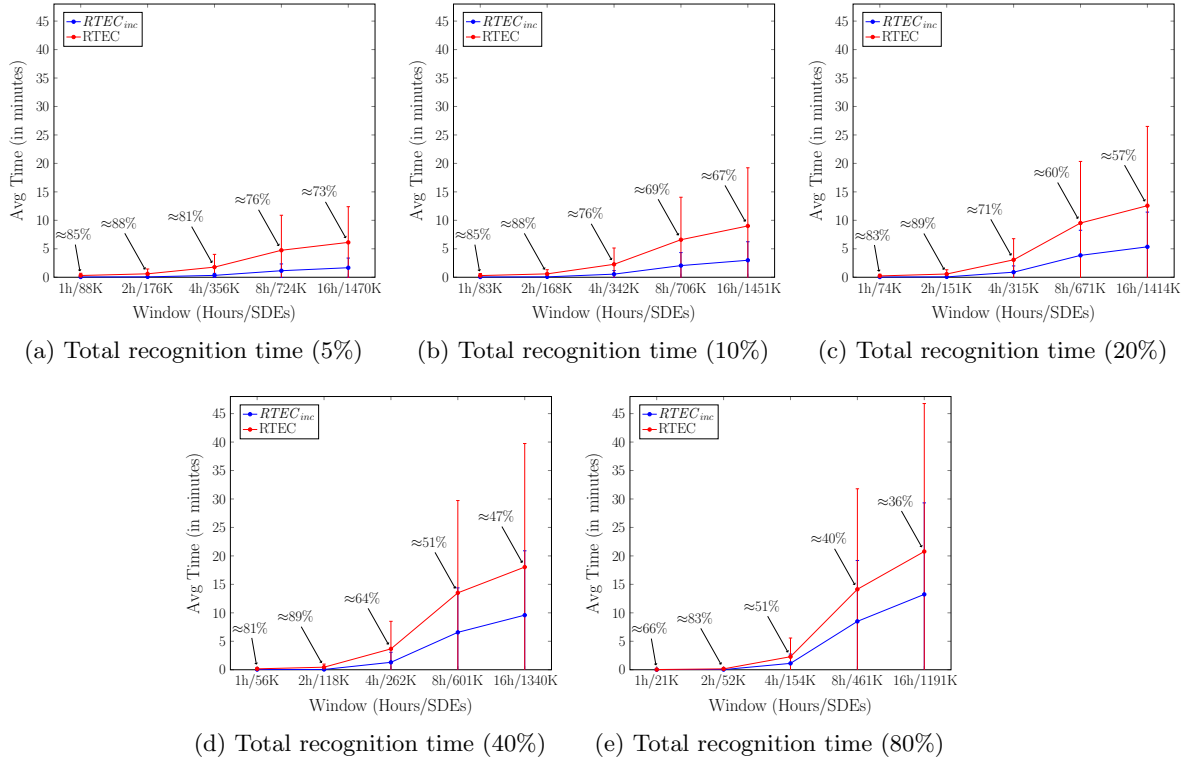 45
40
35
30
25
20
15
10
5
0
Avg Time (in minutes)
RTECinc
RTEC
≈85%
≈88%
≈81%
≈76%
≈73%
1h/88K 2h/176K 4h/356K 8h/724K 16h/1470K
Window (Hours/SDEs)
(a) Total recognition time (5%)
45
40
35
30
25
20
15
10
5
0
Avg Time (in minutes)
RTECinc
RTEC
≈85%
≈88%
≈76%
≈69%
≈67%
1h/83K 2h/168K 4h/342K 8h/706K 16h/1451K
Window (Hours/SDEs)
(b) Total recognition time (10%)
45
40
35
30
25
20
15
10
5
0
Avg Time (in minutes)
RTECinc
RTEC
≈83%
≈89%
≈71%
≈60%
≈57%
1h/74K 2h/151K 4h/315K 8h/671K 16h/1414K
Window (Hours/SDEs)
(c) Total recognition time (20%)
45
40
35
30
25
20
15
10
5
0
Avg Time (in minutes)
RTECinc
RTEC
≈81%
≈89%
≈64%
≈51%
≈47%
1h/56K 2h/118K 4h/262K 8h/601K 16h/1340K
Window (Hours/SDEs)
(d) Total recognition time (40%)
45
40
35
30
25
20
15
10
5
0
Avg Time (in minutes)
RTECinc
RTEC
≈66%
≈83%
≈51%
≈40%
≈36%
1h/21K 2h/52K 4h/154K 8h/461K 16h/1191K
Window (Hours/SDEs)
(e) Total recognition time (80%)